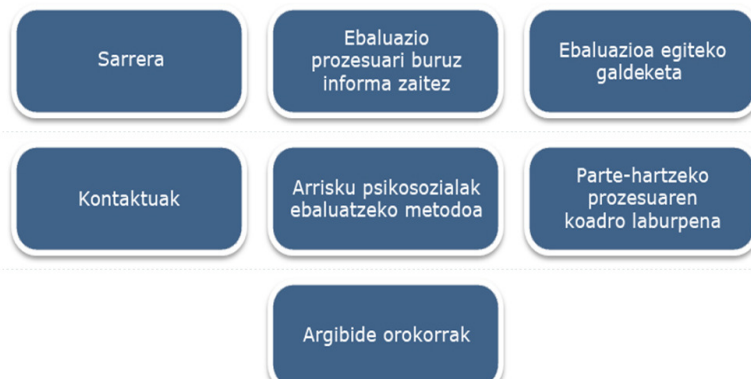 Sarrera
Ebaluazio
prozesuari buruz
informa zaitez
Ebaluazioa egiteko
galdeketa
Kontaktuak
Arrisku psikosozialak
ebaluatzeko metodoa
Parte-hartzeko
prozesuaren
koadro laburpena
Argibide orokorrak